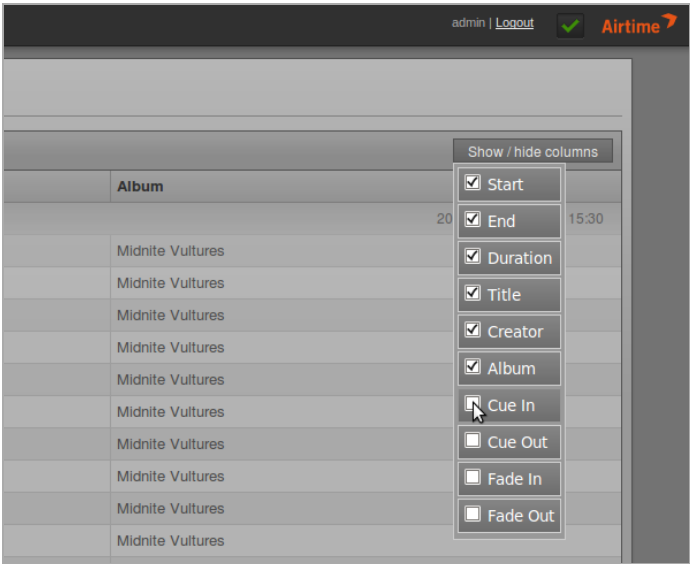 admin | Logout
Airtime
Show / hide columns
Album
Start
20
End
15:30
Midnite Vultures
Duration
Midnite Vultures
Title
Midnite Vultures
Creator
Midnite Vultures
Album
Midnite Vultures
Cue In
Midnite Vultures
Cue Out
Midnite Vultures
Fade In
Midnite Vultures
Fade Out
Midnite Vultures
Midnite Vultures